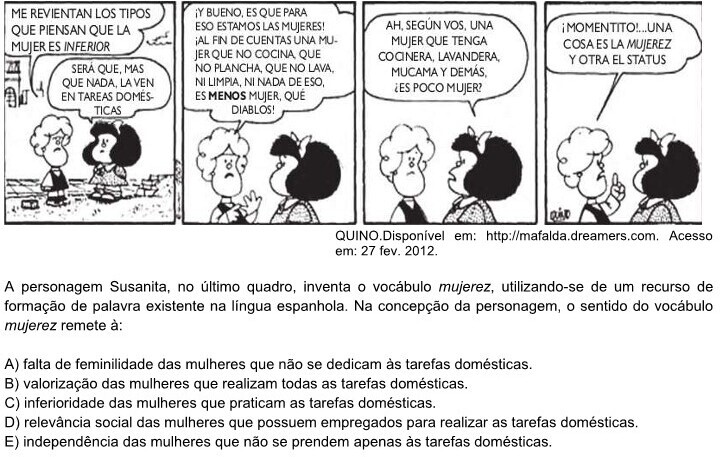 ME REVIENTAN LOS TIPOS
QUE PIENSAN QUE LA
MUJER ES INFERIOR
SERÁ QUE, MAS
QUE NADA, LA VEN
EN TAREAS DOMÉS-
TICAS
¡Y BUENO, ES QUE PARA
ESO ESTAMOS LAS MUJERES!
¡AL FIN DE CUENTAS UNA MU-
JER QUE NO COCINA, QUE
NO PLANCHA, QUE NO LAVA,
NI LIMPIA, NI NADA DE ESO,
ES MENOS MUJER, QUÉ
DIABLOS!
AH, SEGÚN VOS, UNA
MUJER QUE TENGA
COCINERA, LAVANDERA,
MUCAMA Y DEMÁS,
¿ES POCO MUJER?
¡MOMENTITO!...UNA
COSA ES LA MUJEREZ
Y OTRA EL STATUS
QUINO
QUINO.Disponível em: http://mafalda.dreamers.com. Acesso
em: 27 fev. 2012.
A personagem Susanita, no último quadro, inventa o vocábulo mujerez, utilizando-se de um recurso de
formação de palavra existente na língua espanhola. Na concepção da personagem, o sentido do vocábulo
mujerez remete à:
A) falta de feminilidade das mulheres que não se dedicam às tarefas domésticas.
B) valorização das mulheres que realizam todas as tarefas domésticas.
C) inferioridade das mulheres que praticam as tarefas domésticas.
D) relevância social das mulheres que possuem empregados para realizar as tarefas domésticas.
E) independência das mulheres que não se prendem apenas às tarefas domésticas.